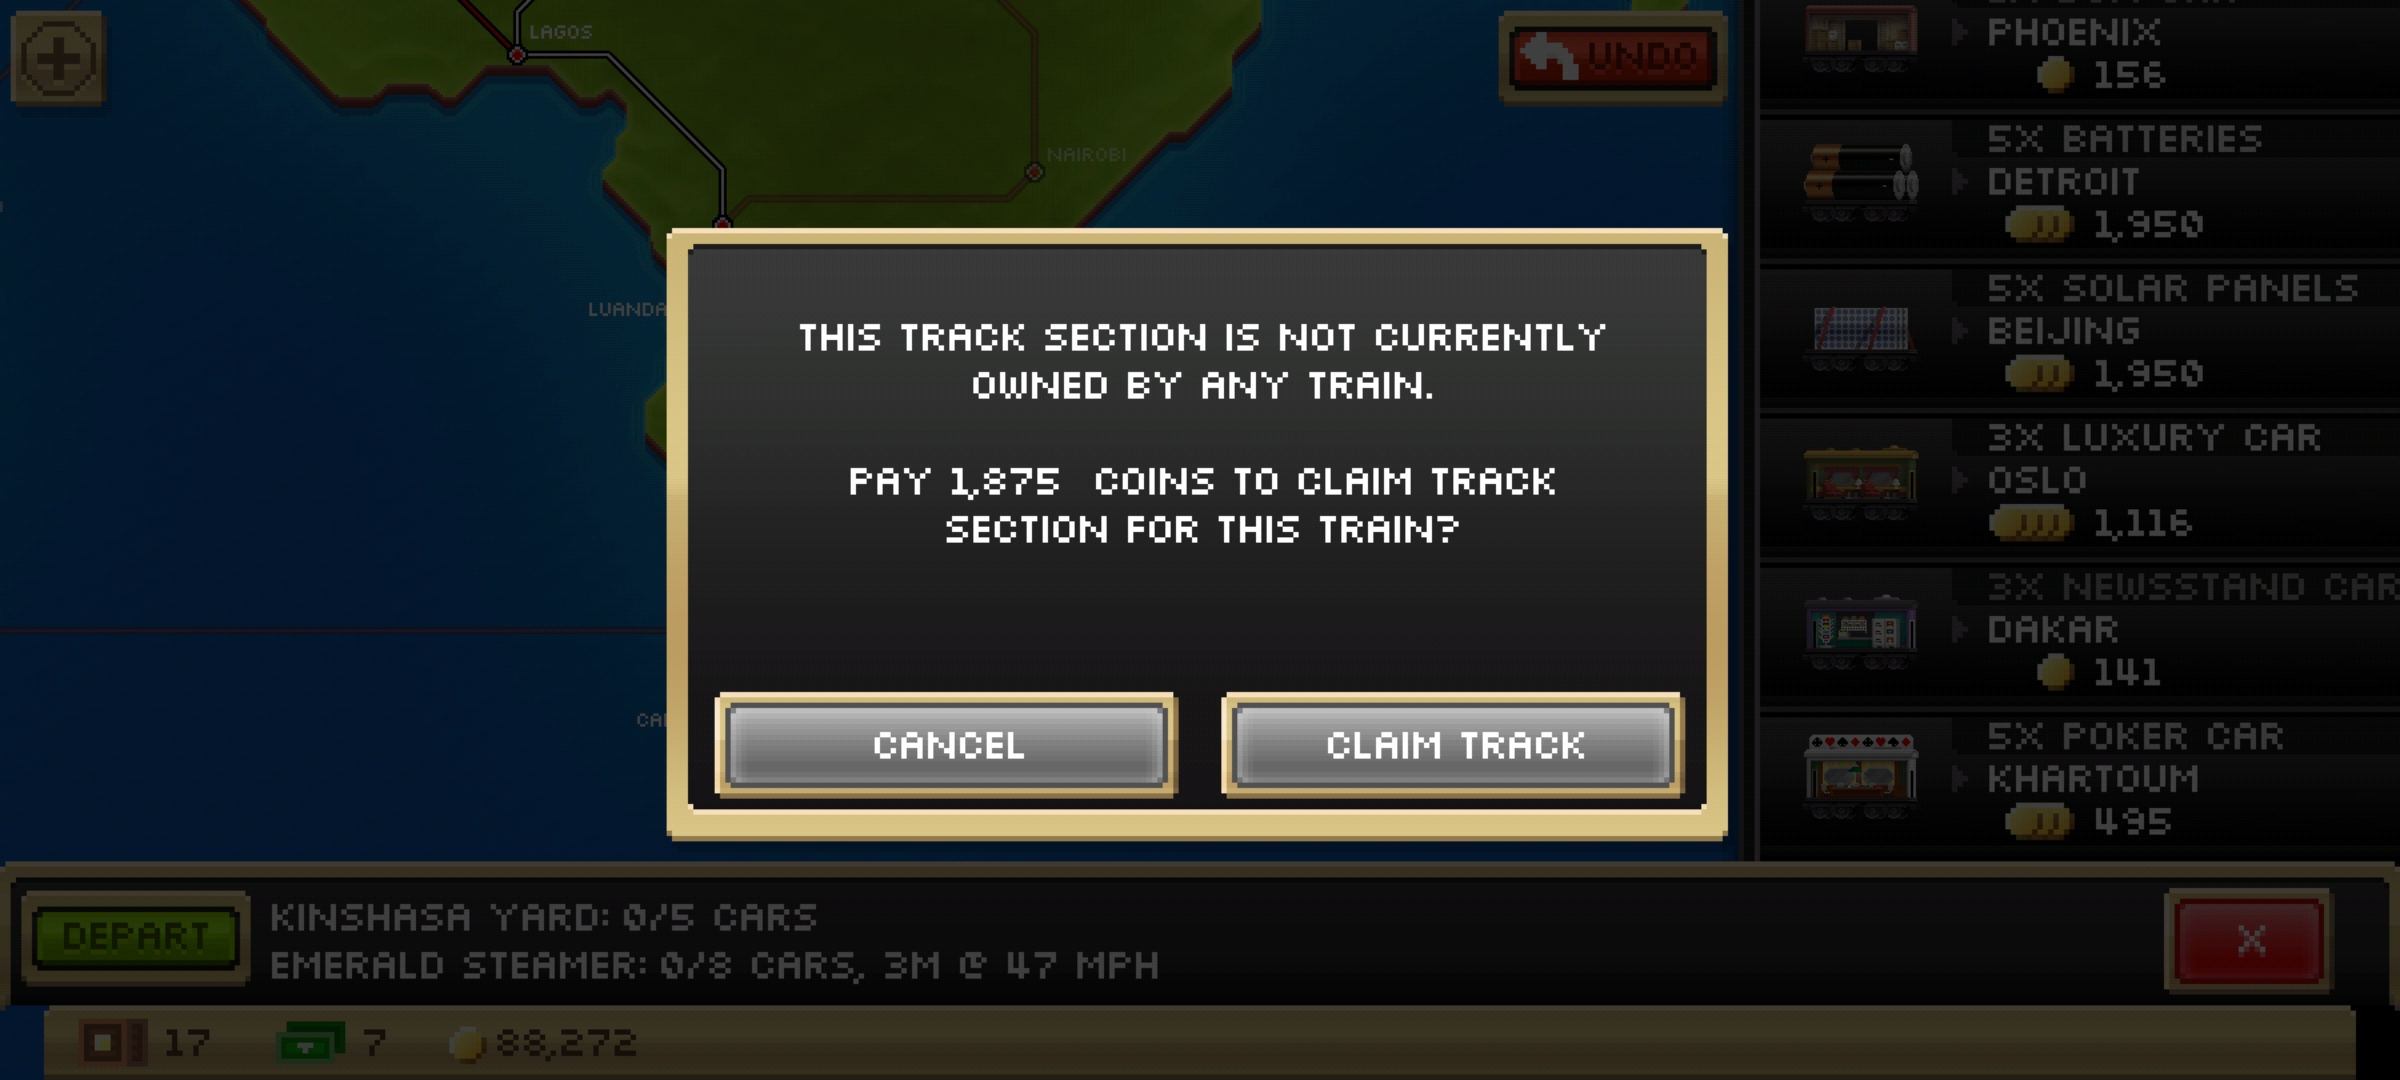 LAGOS
UNDO
NAIROBI
LUANDA
PHOENIX
156
5X BATTERIES
DETROIT
1,950
5X SOLAR PANELS
BEIJING
1,950
3X LUXURY CAR
OSLO
1,116
3X NEWSSTAND CAR
DAKAR
141
5X POKER CAR
KHARTOUM
495
THIS TRACK SECTION IS NOT CURRENTLY
OWNED BY ANY TRAIN.
PAY 1,875 COINS TO CLAIM TRACK
SECTION FOR THIS TRAIN?
CANCEL
CLAIM TRACK
DEPART
KINSHASA YARD: 0/5 CARS
EMERALD STEAMER: 0/8 CARS, 3M @ 47 MPH
X
17
7
88,272